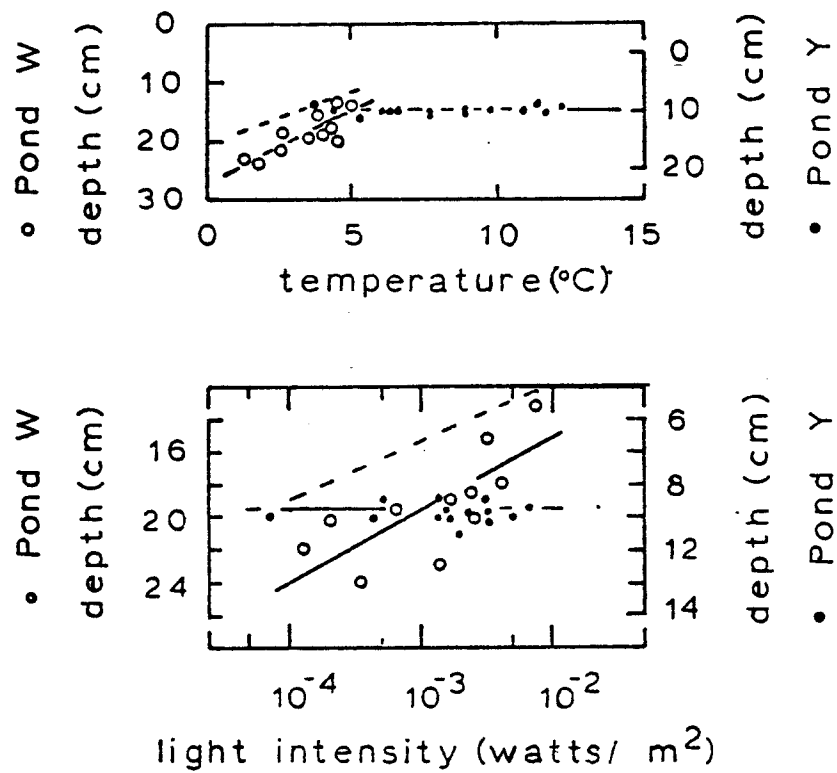 ○ Pond W
depth (cm)
0
10
20
30
0
10
20
depth (cm)
• Pond Y
0 5 10 15
temperature (°C)
○ Pond W
depth (cm)
16
20
24
6
8
10
12
14
depth (cm)
• Pond Y
10-4 10-3 10-2
light intensity (watts/ m2)